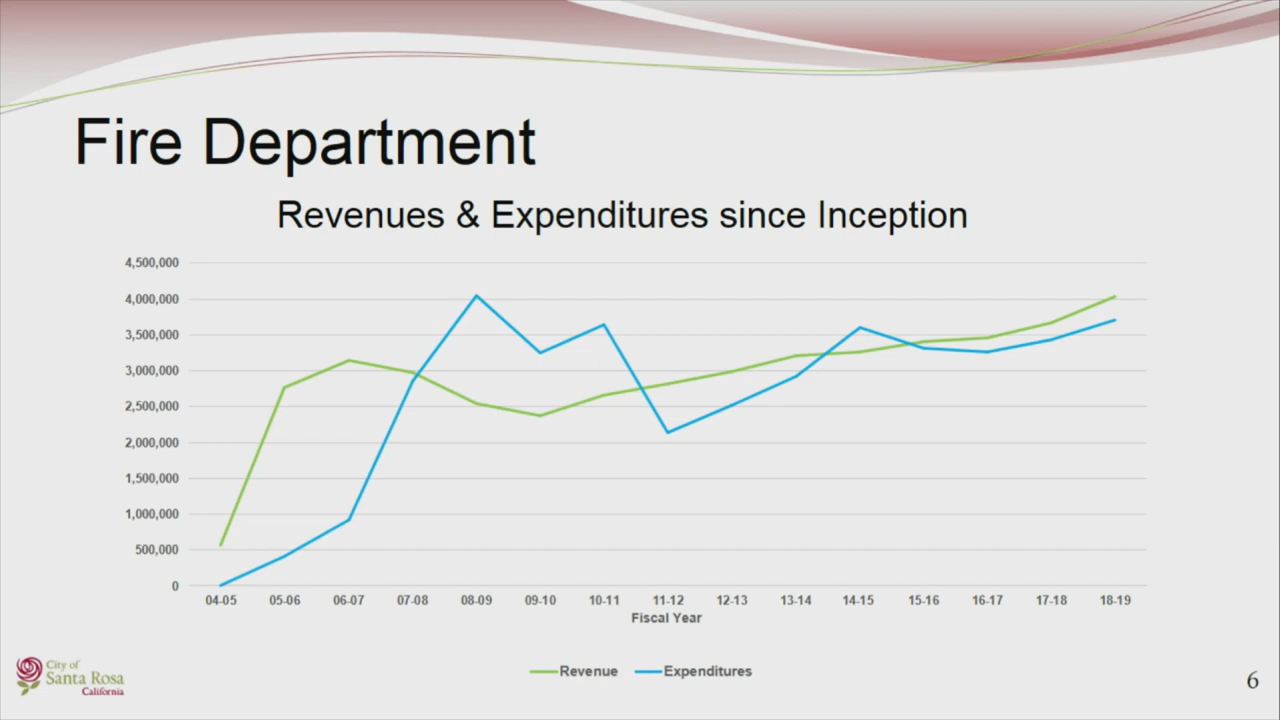 Fire Department
Revenues & Expenditures since Inception
4,500,000
4,000,000
3,500,000
3,000,000
2,500,000
2,000,000
1,500,000
1,000,000
500,000
0
04-05 05-06 06-07 07-08 08-09 09-10 10-11 11-12 12-13 13-14 14-15 15-16 16-17 17-18 18-19
Fiscal Year
Revenue Expenditures
City of
Santa Rosa
California
6